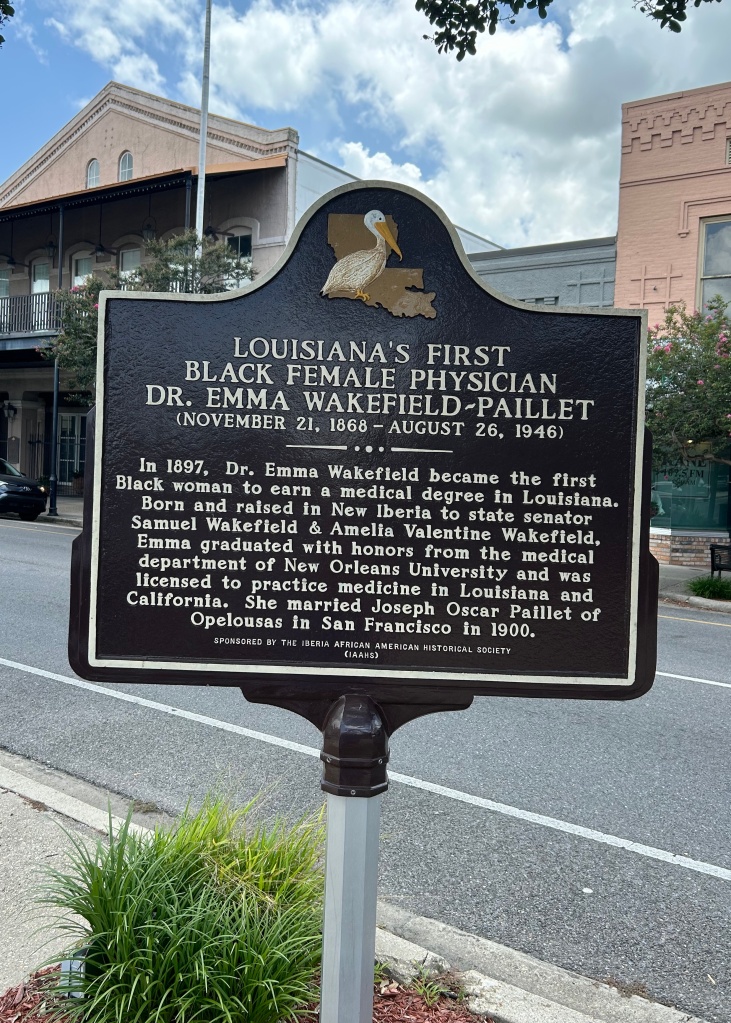 LOUISIANA'S FIRST
BLACK FEMALE PHYSICIAN
DR. EMMA WAKEFIELD-PAILLET
(NOVEMBER 21, 1868 – AUGUST 26, 1946)
In 1897, Dr. Emma Wakefield became the first
Black woman to earn a medical degree in Louisiana.
Born and raised in New Iberia to state senator
Samuel Wakefield & Amelia Valentine Wakefield,
Emma graduated with honors from the medical
department of New Orleans University and was
licensed to practice medicine in Louisiana and
California. She married Joseph Oscar Paillet of
Opelousas in San Francisco in 1900.
SPONSORED BY THE IBERIA AFRICAN AMERICAN HISTORICAL SOCIETY
(IAAHS)